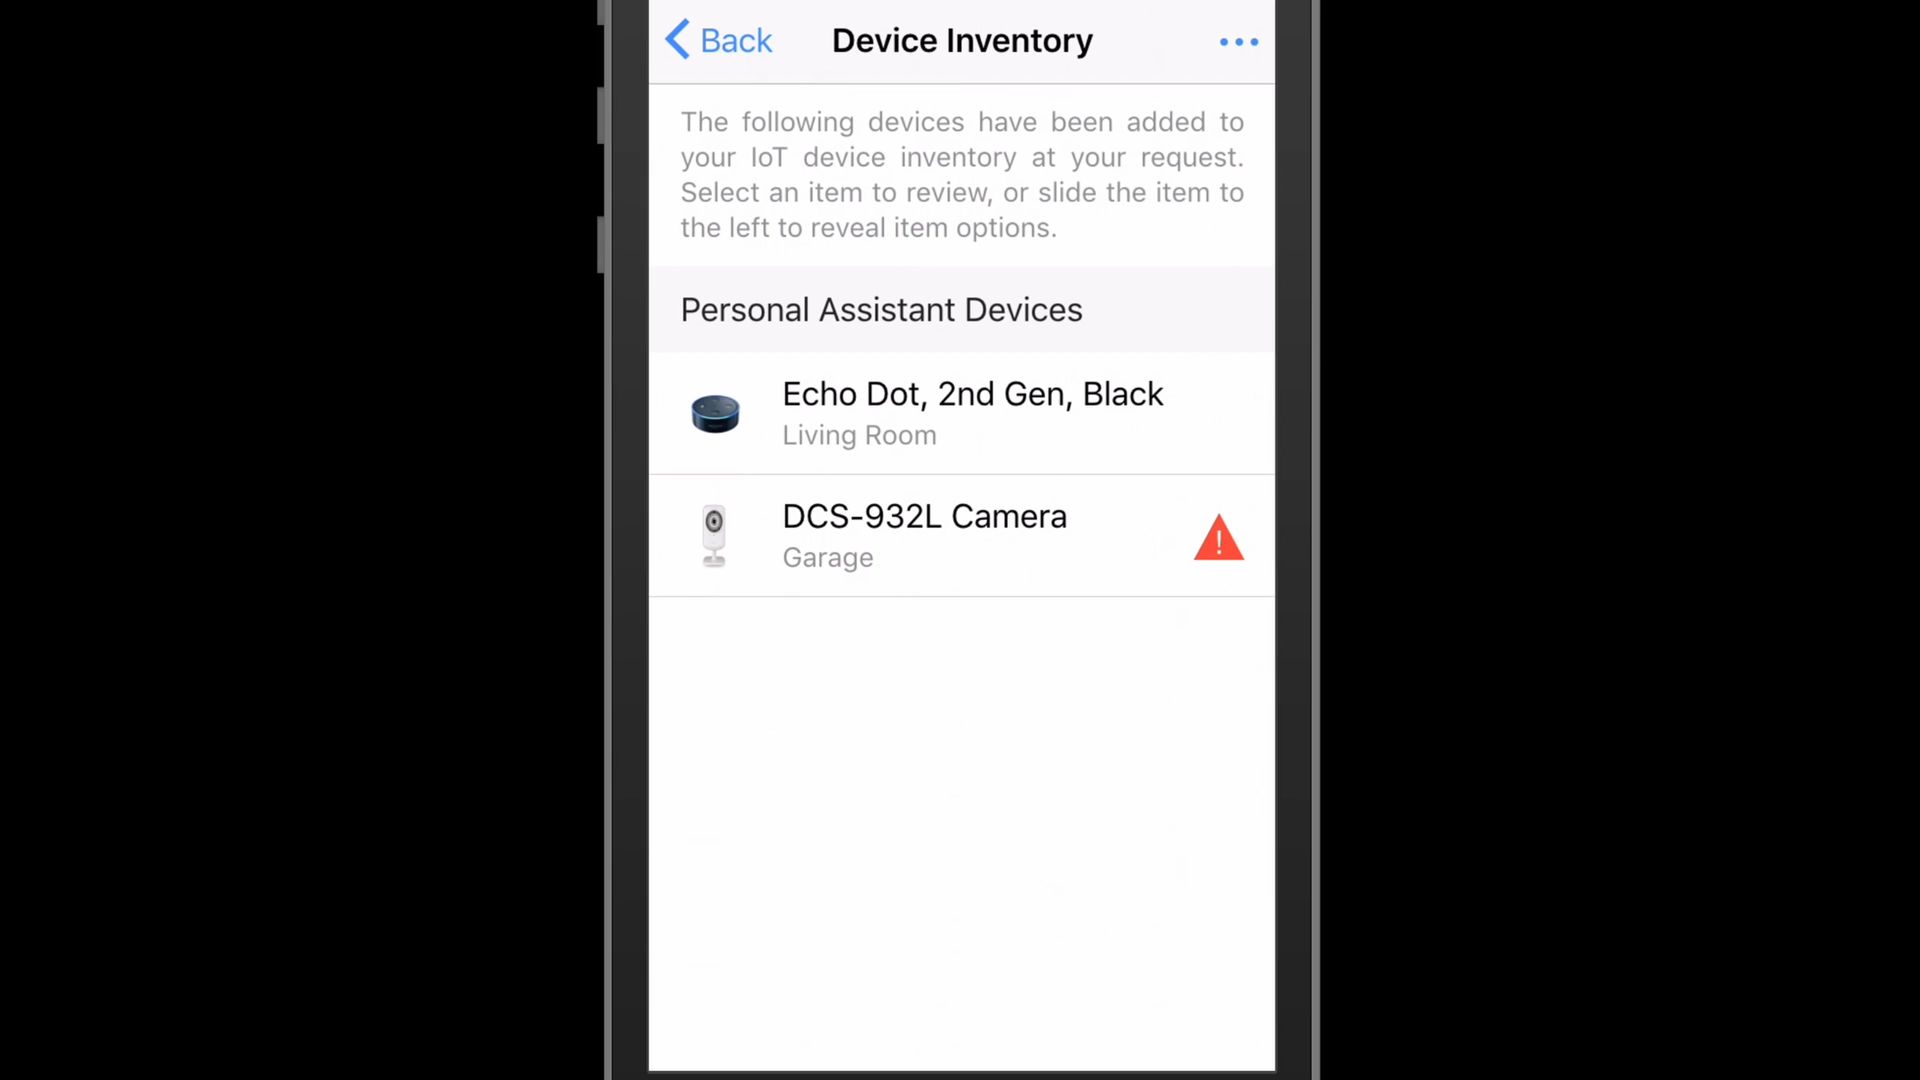 Back
Device Inventory
The following devices have been added to
your IoT device inventory at your request.
Select an item to review, or slide the item to
the left to reveal item options.
Personal Assistant Devices
Echo Dot, 2nd Gen, Black
Living Room
DCS-932L Camera
Garage